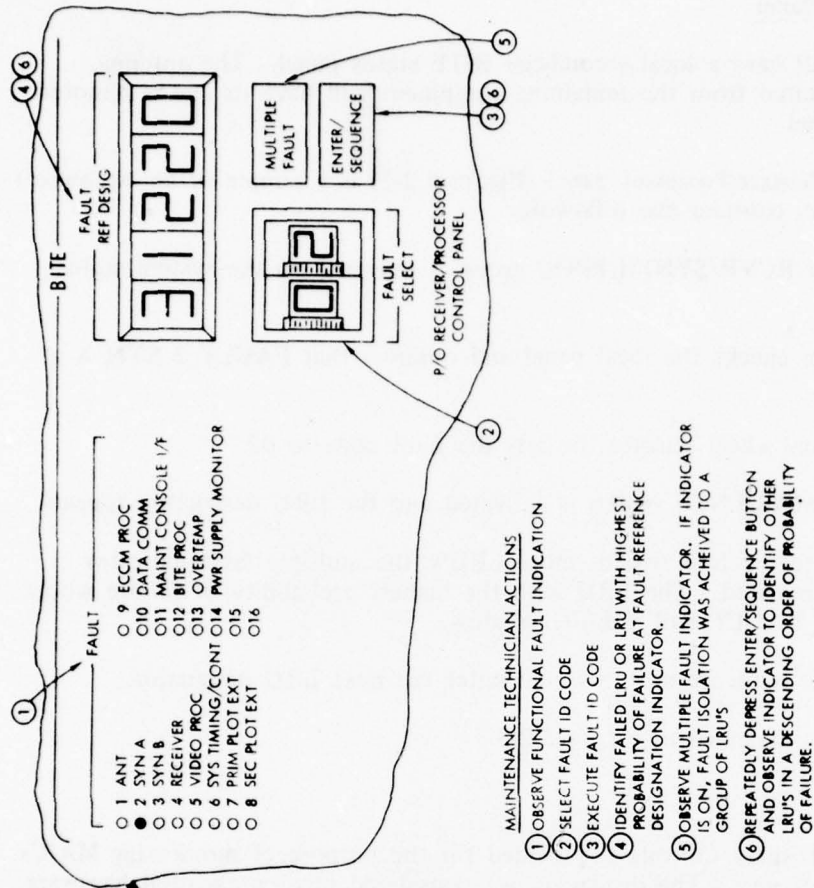 BITE
FAULT
FAULT
REF DESIG
31220
1 ANT
2 SYN A
3 SYN B
4 RECEIVER
5 VIDEO PROC
6 SYS TIMING/CONT
7 PRIM PLOT EXT
8 SEC PLOT EXT
9 ECCM PROC
10 DATA COMM
11 MAINT CONSOLE I/F
12 BITE PROC
13 OVERTEMP
14 PWR SUPPLY MONITOR
15
16
02
FAULT
SELECT
MULTIPLE
FAULT
ENTER/
SEQUENCE
P/O RECEIVER/PROCESSOR
CONTROL PANEL
1
4 6
5
3 6
2
MAINTENANCE TECHNICIAN ACTIONS
1 OBSERVE FUNCTIONAL FAULT INDICATION
2 SELECT FAULT ID CODE
3 EXECUTE FAULT ID CODE
4 IDENTIFY FAILED LRU OR LRU WITH HIGHEST
PROBABILITY OF FAILURE AT FAULT REFERENCE
DESIGNATION INDICATOR.
5 OBSERVE MULTIPLE FAULT INDICATOR. IF INDICATOR
IS ON, FAULT ISOLATION WAS ACHEIVED TO A
GROUP OF LRU'S
6 REPEATEDLY DEPRESS ENTER/SEQUENCE BUTTON
AND OBSERVE INDICATOR TO IDENTIFY OTHER
LRU'S IN A DESCENDING ORDER OF PROBABILITY
OF FAILURE.